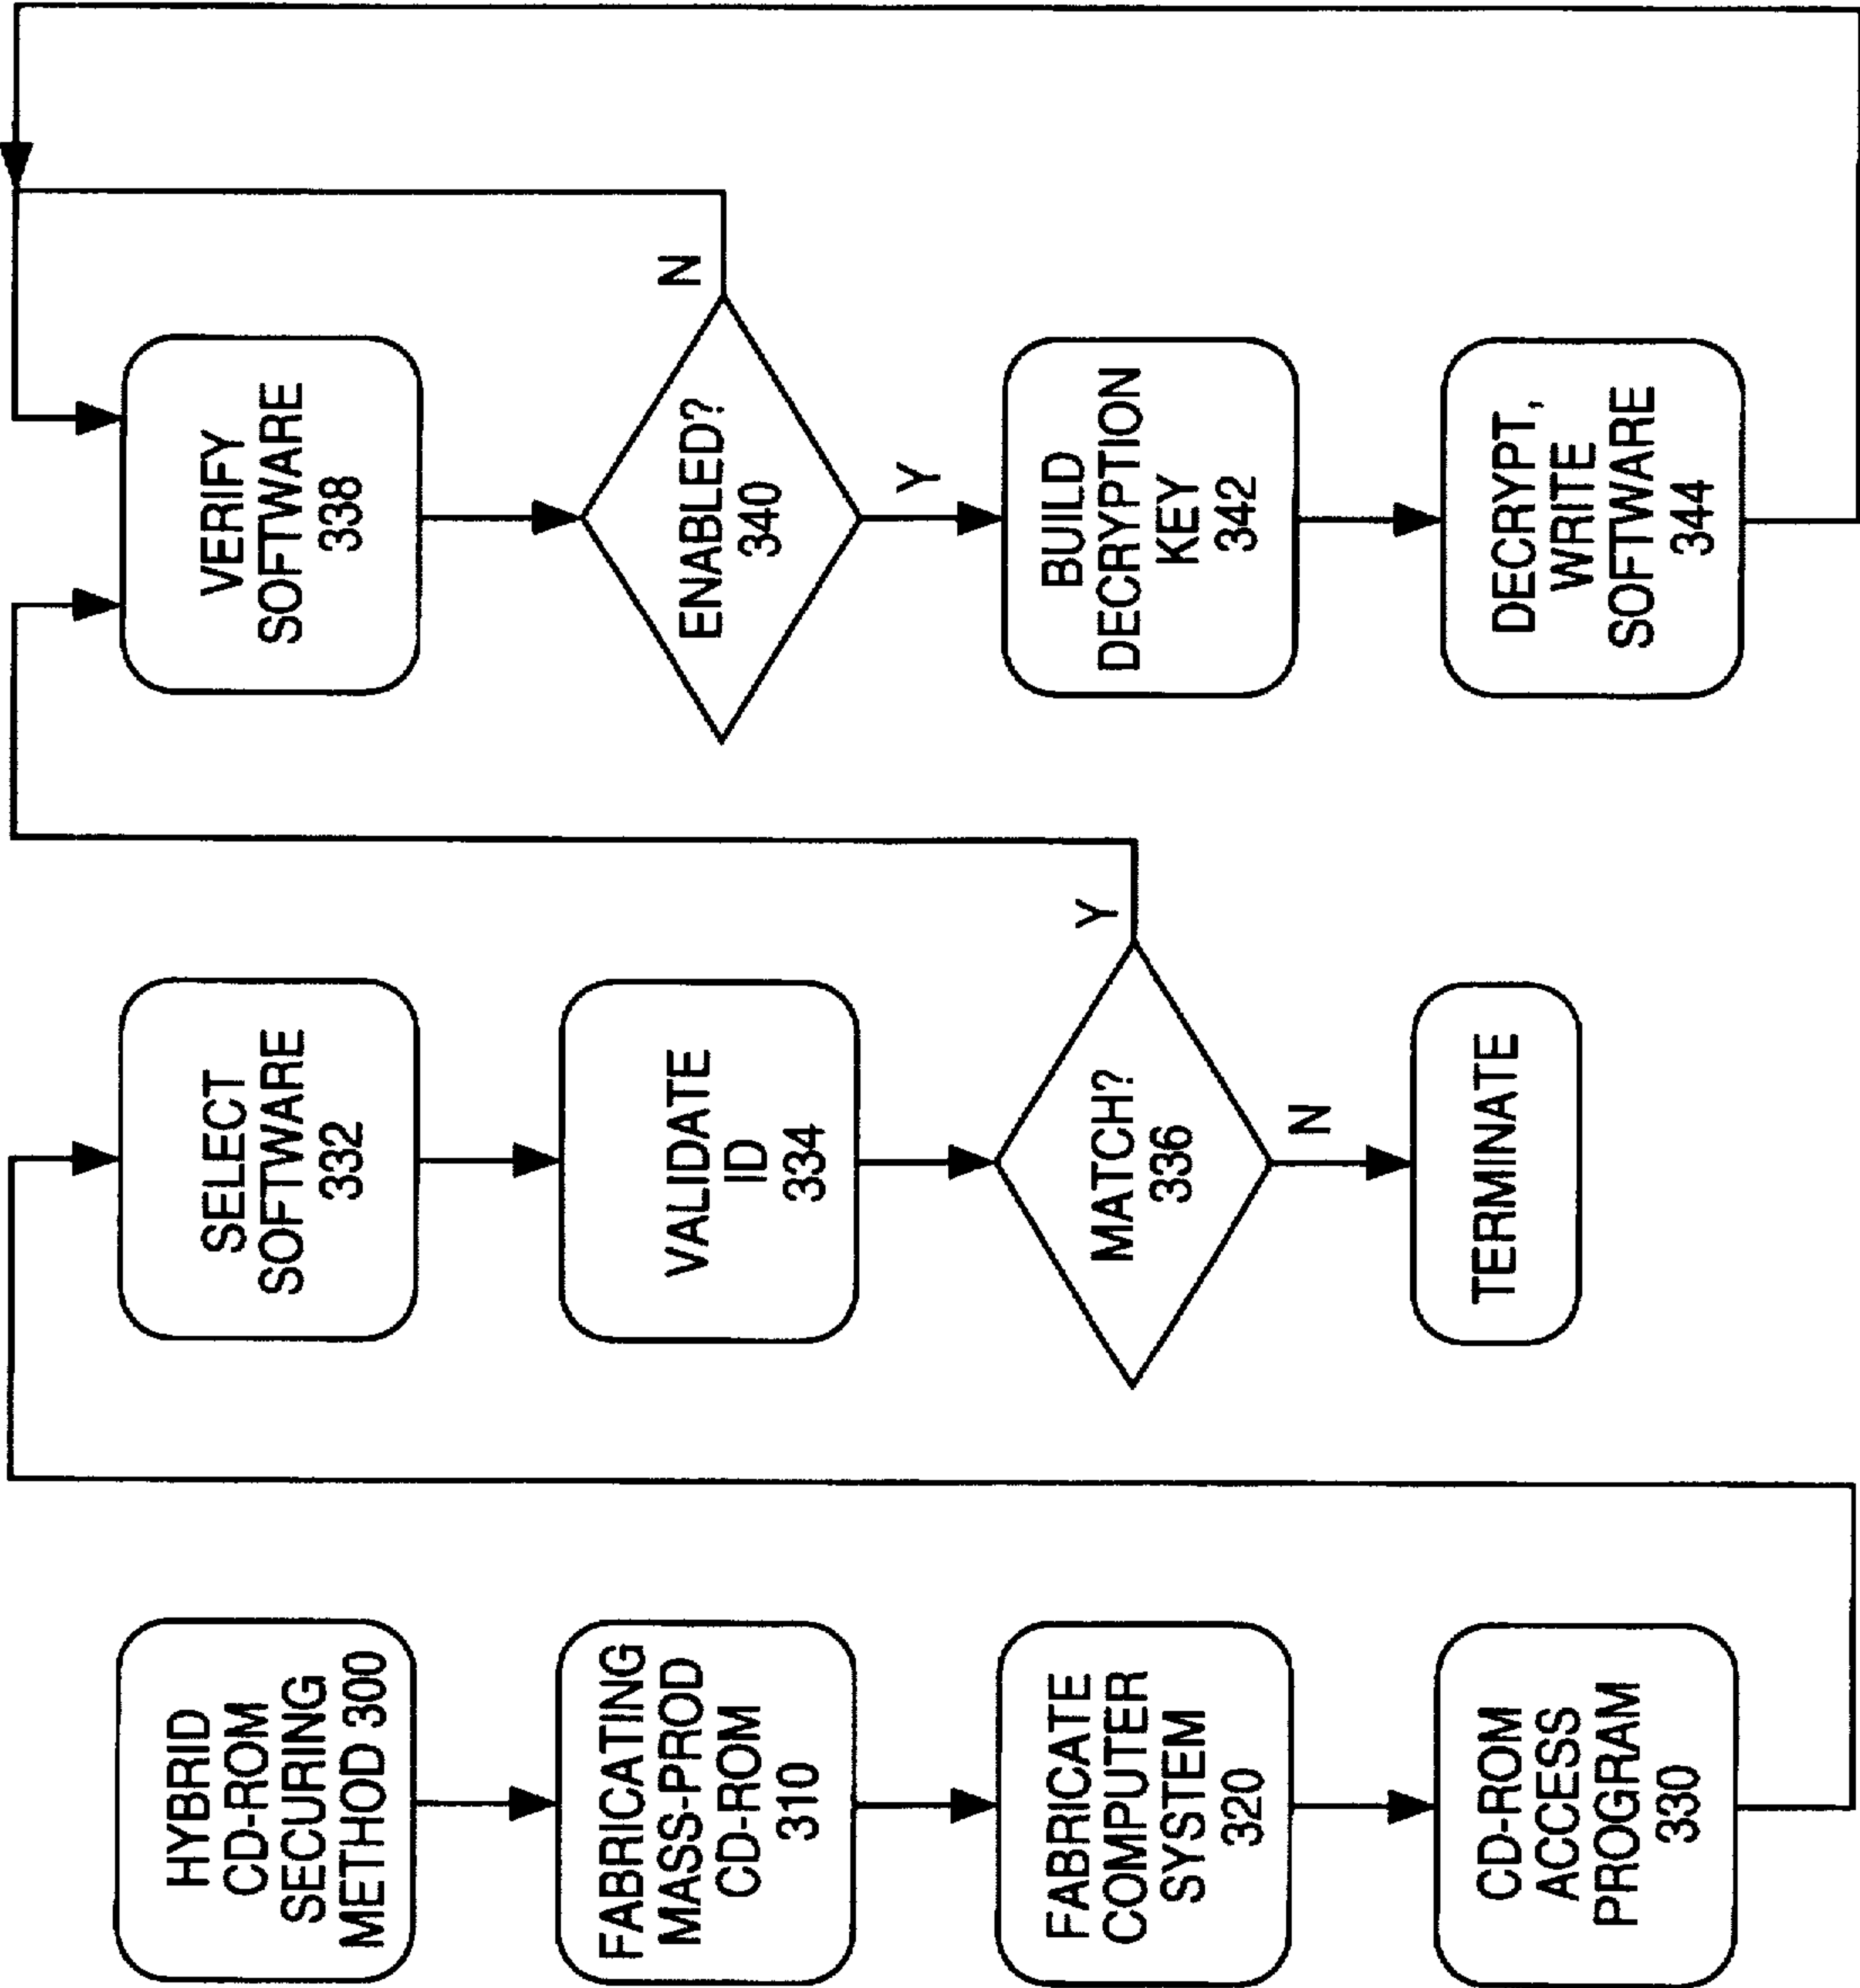 HYBRID
CD-ROM
SECURING
METHOD 300
FABRICATING
MASS-PROD
CD-ROM
310
FABRICATE
COMPUTER
SYSTEM
320
CD-ROM
ACCESS
PROGRAM
330
SELECT
SOFTWARE
332
VALIDATE
ID
334
MATCH?
336
Y
N
TERMINATE
VERIFY
SOFTWARE
338
ENABLED?
340
N
Y
BUILD
DECRYPTION
KEY
342
DECRYPT,
WRITE
SOFTWARE
344